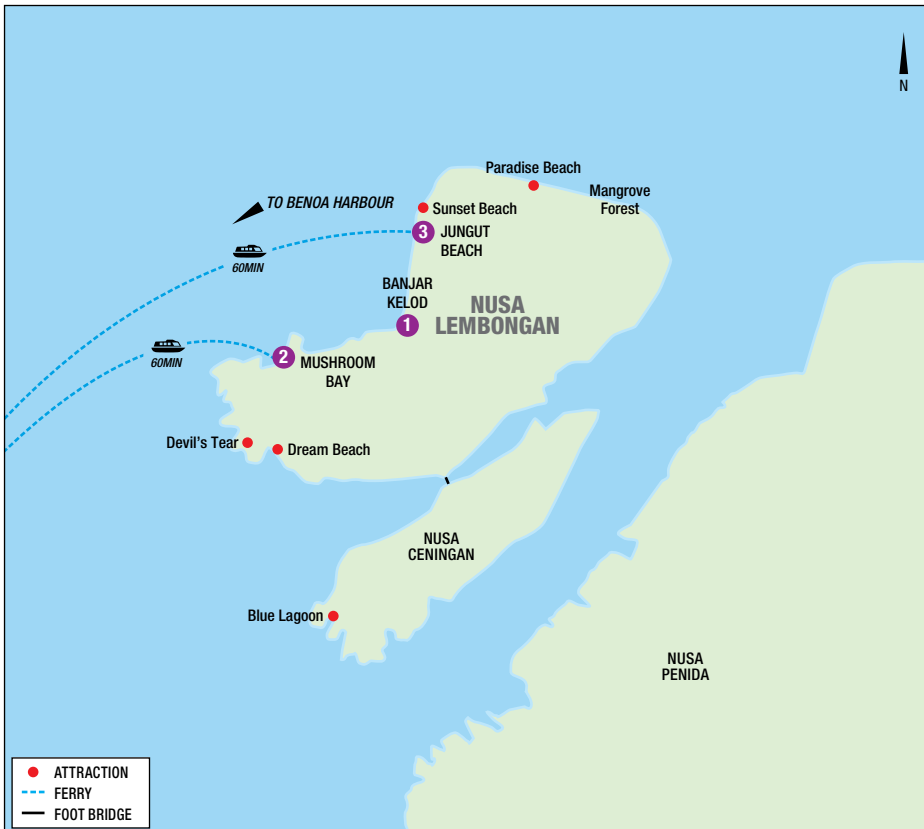 N
Paradise Beach
Mangrove
Forest
TO BENOA HARBOUR
Sunset Beach
3 JUNGUT
BEACH
60MIN
BANJAR
KELOD
1
NUSA
LEMBONGAN
60MIN
2 MUSHROOM
BAY
Devil's Tear
Dream Beach
NUSA
CENINGAN
Blue Lagoon
NUSA
PENIDA
ATTRACTION
FERRY
FOOT BRIDGE